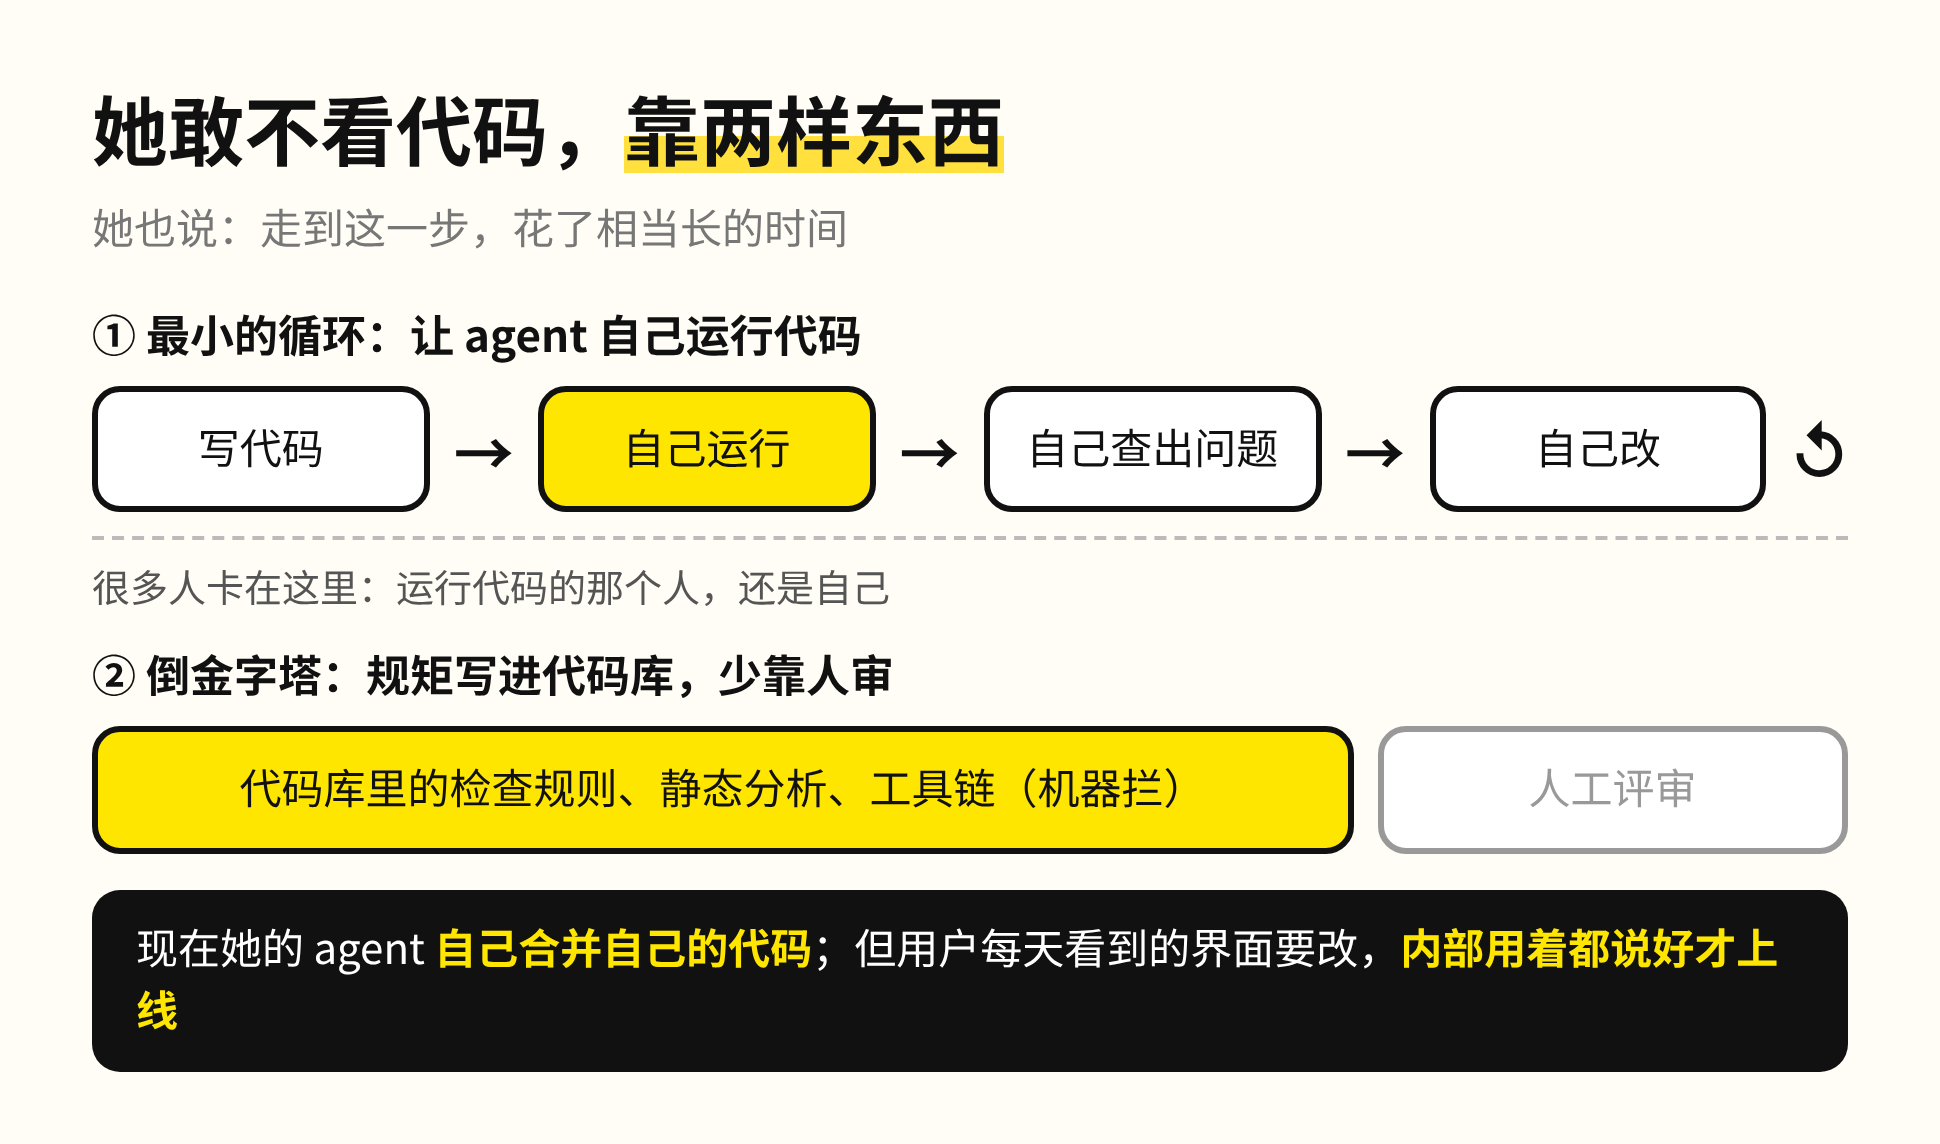 她敢不看代码，靠两样东西
她也说：走到这一步，花了相当长的时间
① 最小的循环：让 agent 自己运行代码
写代码 → 自己运行 → 自己查出问题 → 自己改 ↺
很多人卡在这里：运行代码的那个人，还是自己
② 倒金字塔：规矩写进代码库，少靠人审
代码库里的检查规则、静态分析、工具链（机器拦） 人工评审
现在她的 agent 自己合并自己的代码；但用户每天看到的界面要改，内部用着都说好才上
线